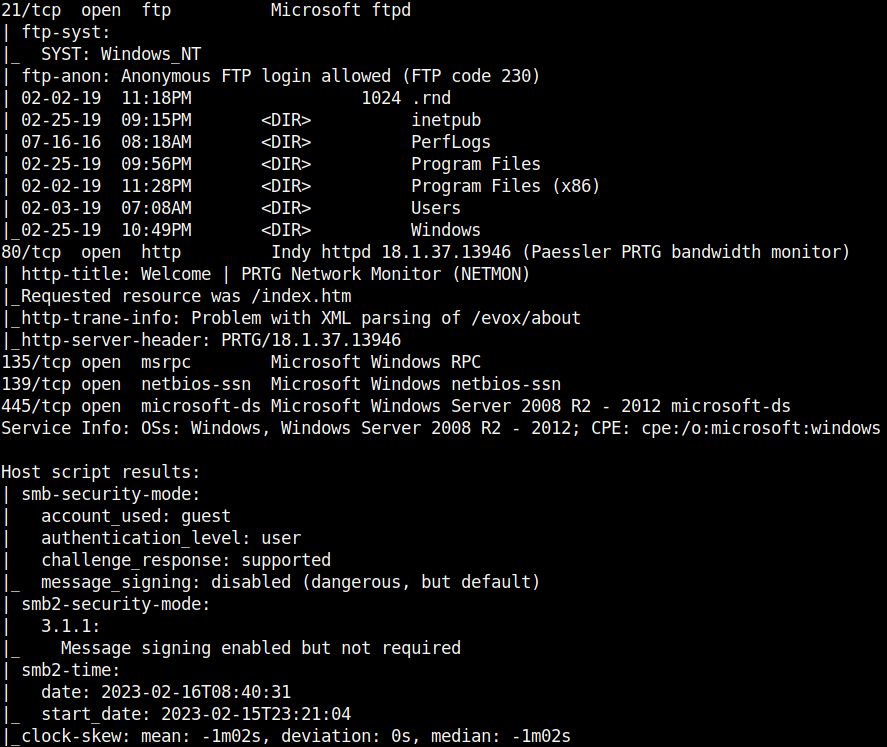 21/tcp  open  ftp          Microsoft ftpd
| ftp-syst:
|_  SYST: Windows_NT
| ftp-anon: Anonymous FTP login allowed (FTP code 230)
| 02-02-19  11:18PM                 1024 .rnd
| 02-25-19  09:15PM       <DIR>          inetpub
| 07-16-16  08:18AM       <DIR>          PerfLogs
| 02-25-19  09:56PM       <DIR>          Program Files
| 02-02-19  11:28PM       <DIR>          Program Files (x86)
| 02-03-19  07:08AM       <DIR>          Users
|_02-25-19  10:49PM       <DIR>          Windows
80/tcp  open  http         Indy httpd 18.1.37.13946 (Paessler PRTG bandwidth monitor)
| http-title: Welcome | PRTG Network Monitor (NETMON)
|_Requested resource was /index.htm
|_http-trane-info: Problem with XML parsing of /evox/about
|_http-server-header: PRTG/18.1.37.13946
135/tcp open  msrpc        Microsoft Windows RPC
139/tcp open  netbios-ssn  Microsoft Windows netbios-ssn
445/tcp open  microsoft-ds Microsoft Windows Server 2008 R2 - 2012 microsoft-ds
Service Info: OSs: Windows, Windows Server 2008 R2 - 2012; CPE: cpe:/o:microsoft:windows

Host script results:
| smb-security-mode:
|   account_used: guest
|   authentication_level: user
|   challenge_response: supported
|_  message_signing: disabled (dangerous, but default)
| smb2-security-mode:
|   3.1.1:
|_    Message signing enabled but not required
| smb2-time:
|   date: 2023-02-16T08:40:31
|_  start_date: 2023-02-15T23:21:04
|_clock-skew: mean: -1m02s, deviation: 0s, median: -1m02s